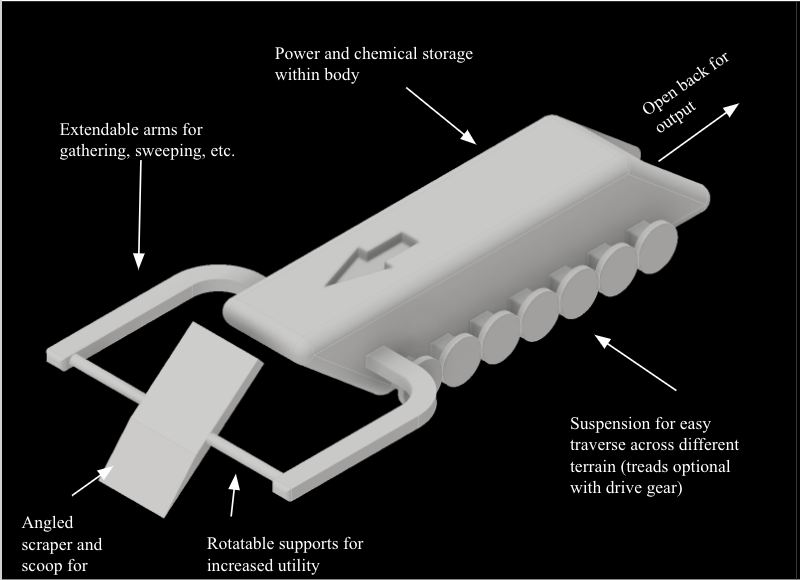 Power and chemical storage
within body
Open back for
output
Extendable arms for
gathering, sweeping, etc.
Suspension for easy
traverse across different
terrain (treads optional
with drive gear)
Angled
scraper and
scoop for
Rotatable supports for
increased utility